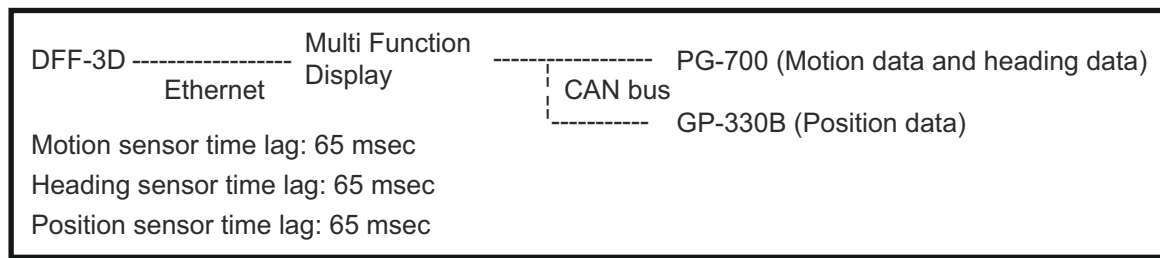 DFF-3D ------------------ Multi Function Display ------------------ PG-700 (Motion data and heading data)
Ethernet
CAN bus
----------- GP-330B (Position data)
Motion sensor time lag: 65 msec
Heading sensor time lag: 65 msec
Position sensor time lag: 65 msec